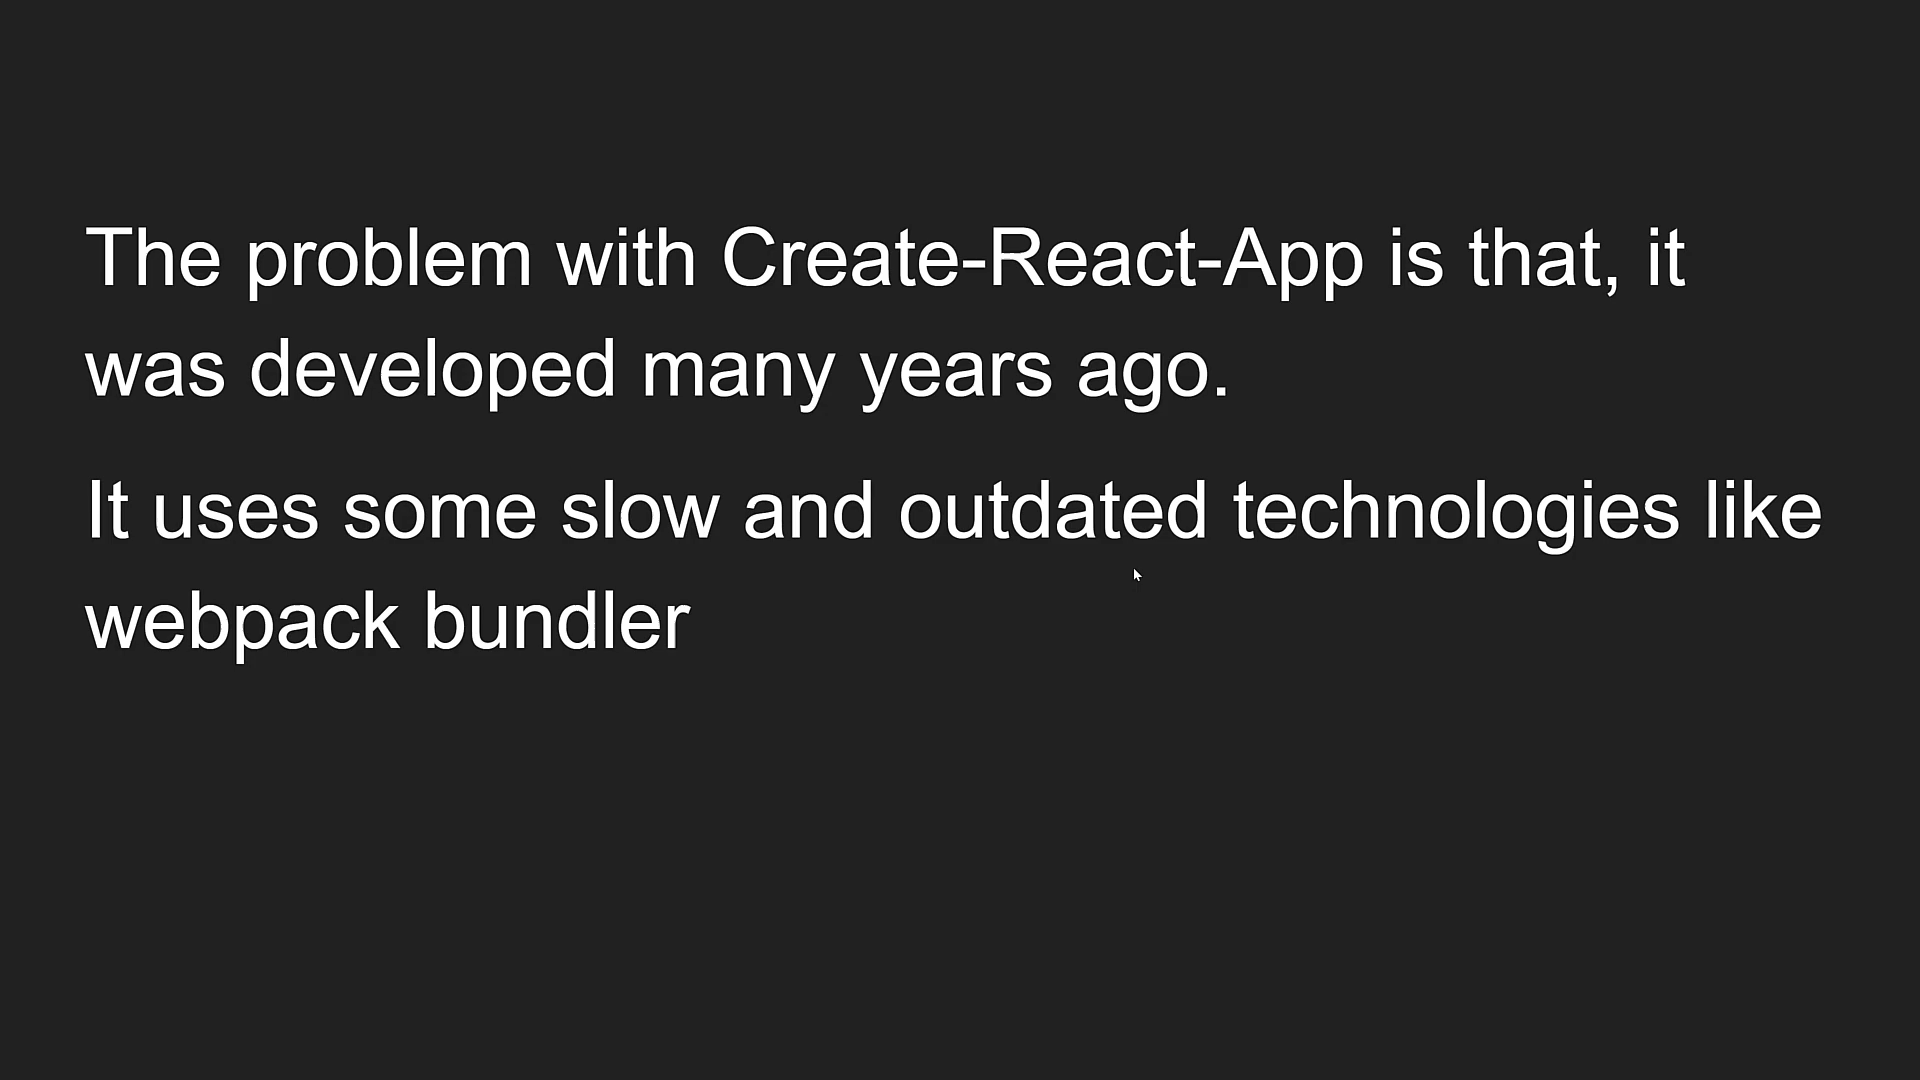 The problem with Create-React-App is that, it
was developed many years ago.
It uses some slow and outdated technologies like
webpack bundler